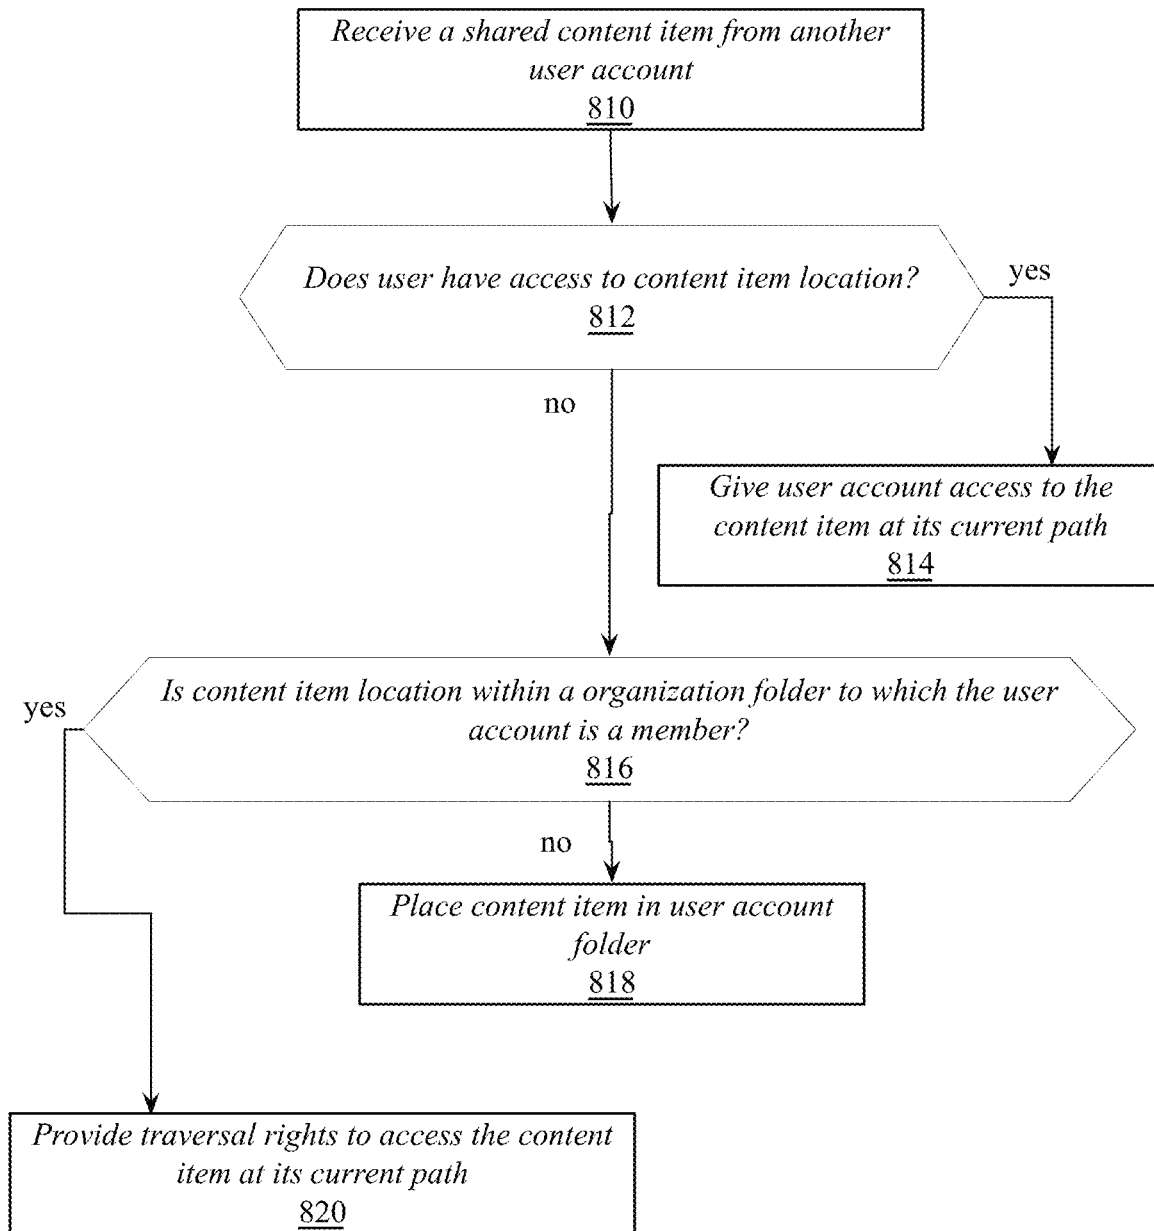 Receive a shared content item from another
user account
810
Does user have access to content item location?
812
yes
no
Give user account access to the
content item at its current path
814
Is content item location within a organization folder to which the user
account is a member?
816
yes
no
Place content item in user account
folder
818
Provide traversal rights to access the content
item at its current path
820